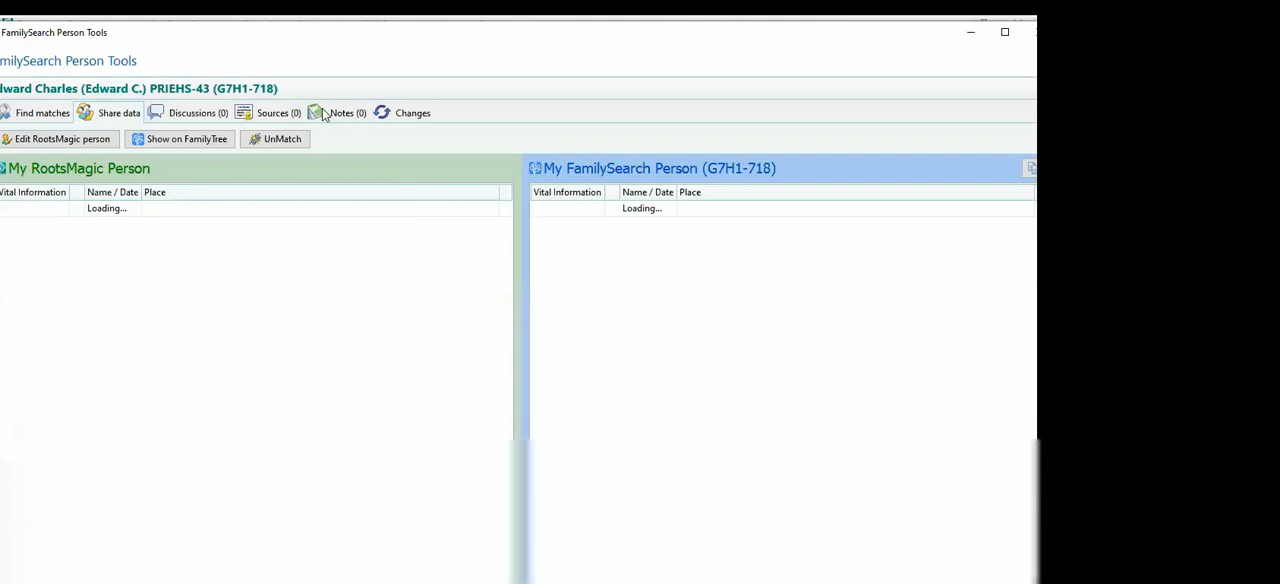 FamilySearch Person Tools
milySearch Person Tools
dward Charles (Edward C.) PRIEHS-43 (G7H1-718)
Find matches Share data Discussions (0) Sources (0) Notes (0) Changes
Edit RootsMagic person Show on FamilyTree UnMatch
My RootsMagic Person My FamilySearch Person (G7H1-718)
Vital Information Name / Date Place Vital Information Name / Date Place
Loading... Loading...